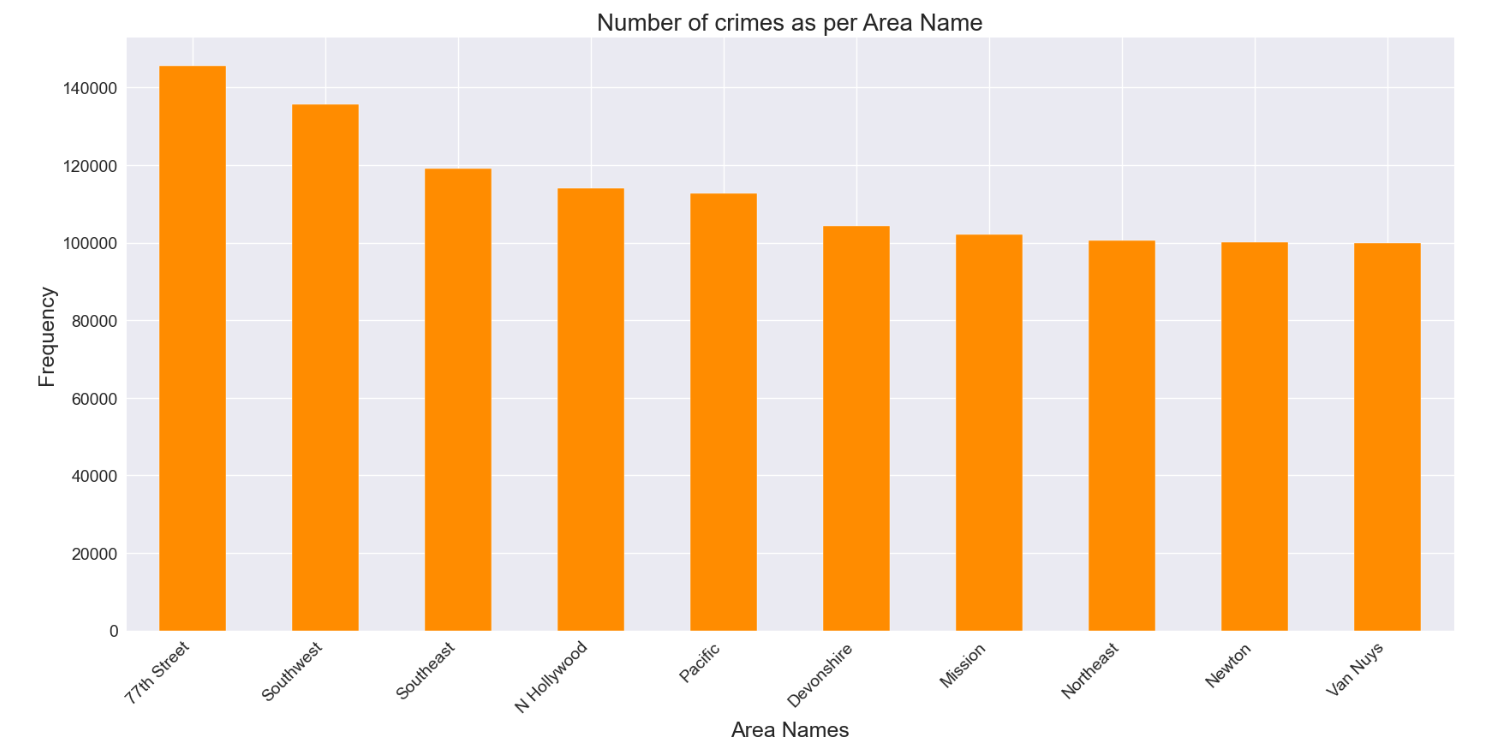 Number of crimes as per Area Name
140000
120000
100000
80000
60000
40000
20000
0
Frequency
77th Street
Southwest
Southeast
N Hollywood
Pacific
Devonshire
Mission
Northeast
Newton
Van Nuys
Area Names